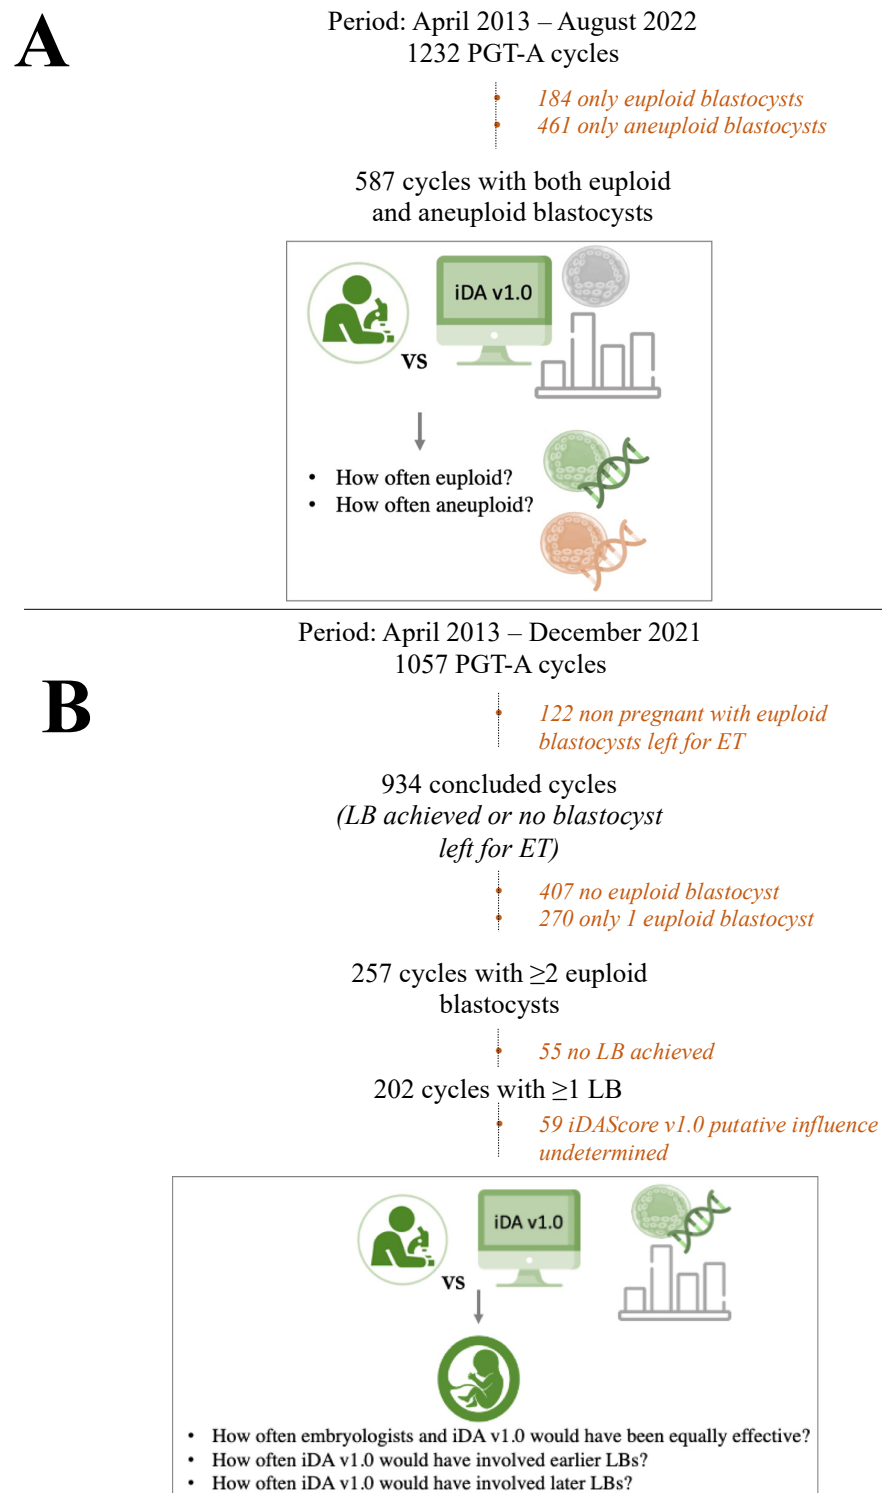 A
Period: April 2013 – August 2022
1232 PGT-A cycles
• 184 only euploid blastocysts
• 461 only aneuploid blastocysts
587 cycles with both euploid
and aneuploid blastocysts
iDA v1.0
vs
• How often euploid?
• How often aneuploid?
Period: April 2013 – December 2021
1057 PGT-A cycles
B
• 122 non pregnant with euploid
blastocysts left for ET
934 concluded cycles
(LB achieved or no blastocyst
left for ET)
• 407 no euploid blastocyst
• 270 only 1 euploid blastocyst
257 cycles with ≥2 euploid
blastocysts
• 55 no LB achieved
202 cycles with ≥1 LB
• 59 iDAScore v1.0 putative influence
undetermined
iDA v1.0
vs
• How often embryologists and iDA v1.0 would have been equally effective?
• How often iDA v1.0 would have involved earlier LBs?
• How often iDA v1.0 would have involved later LBs?